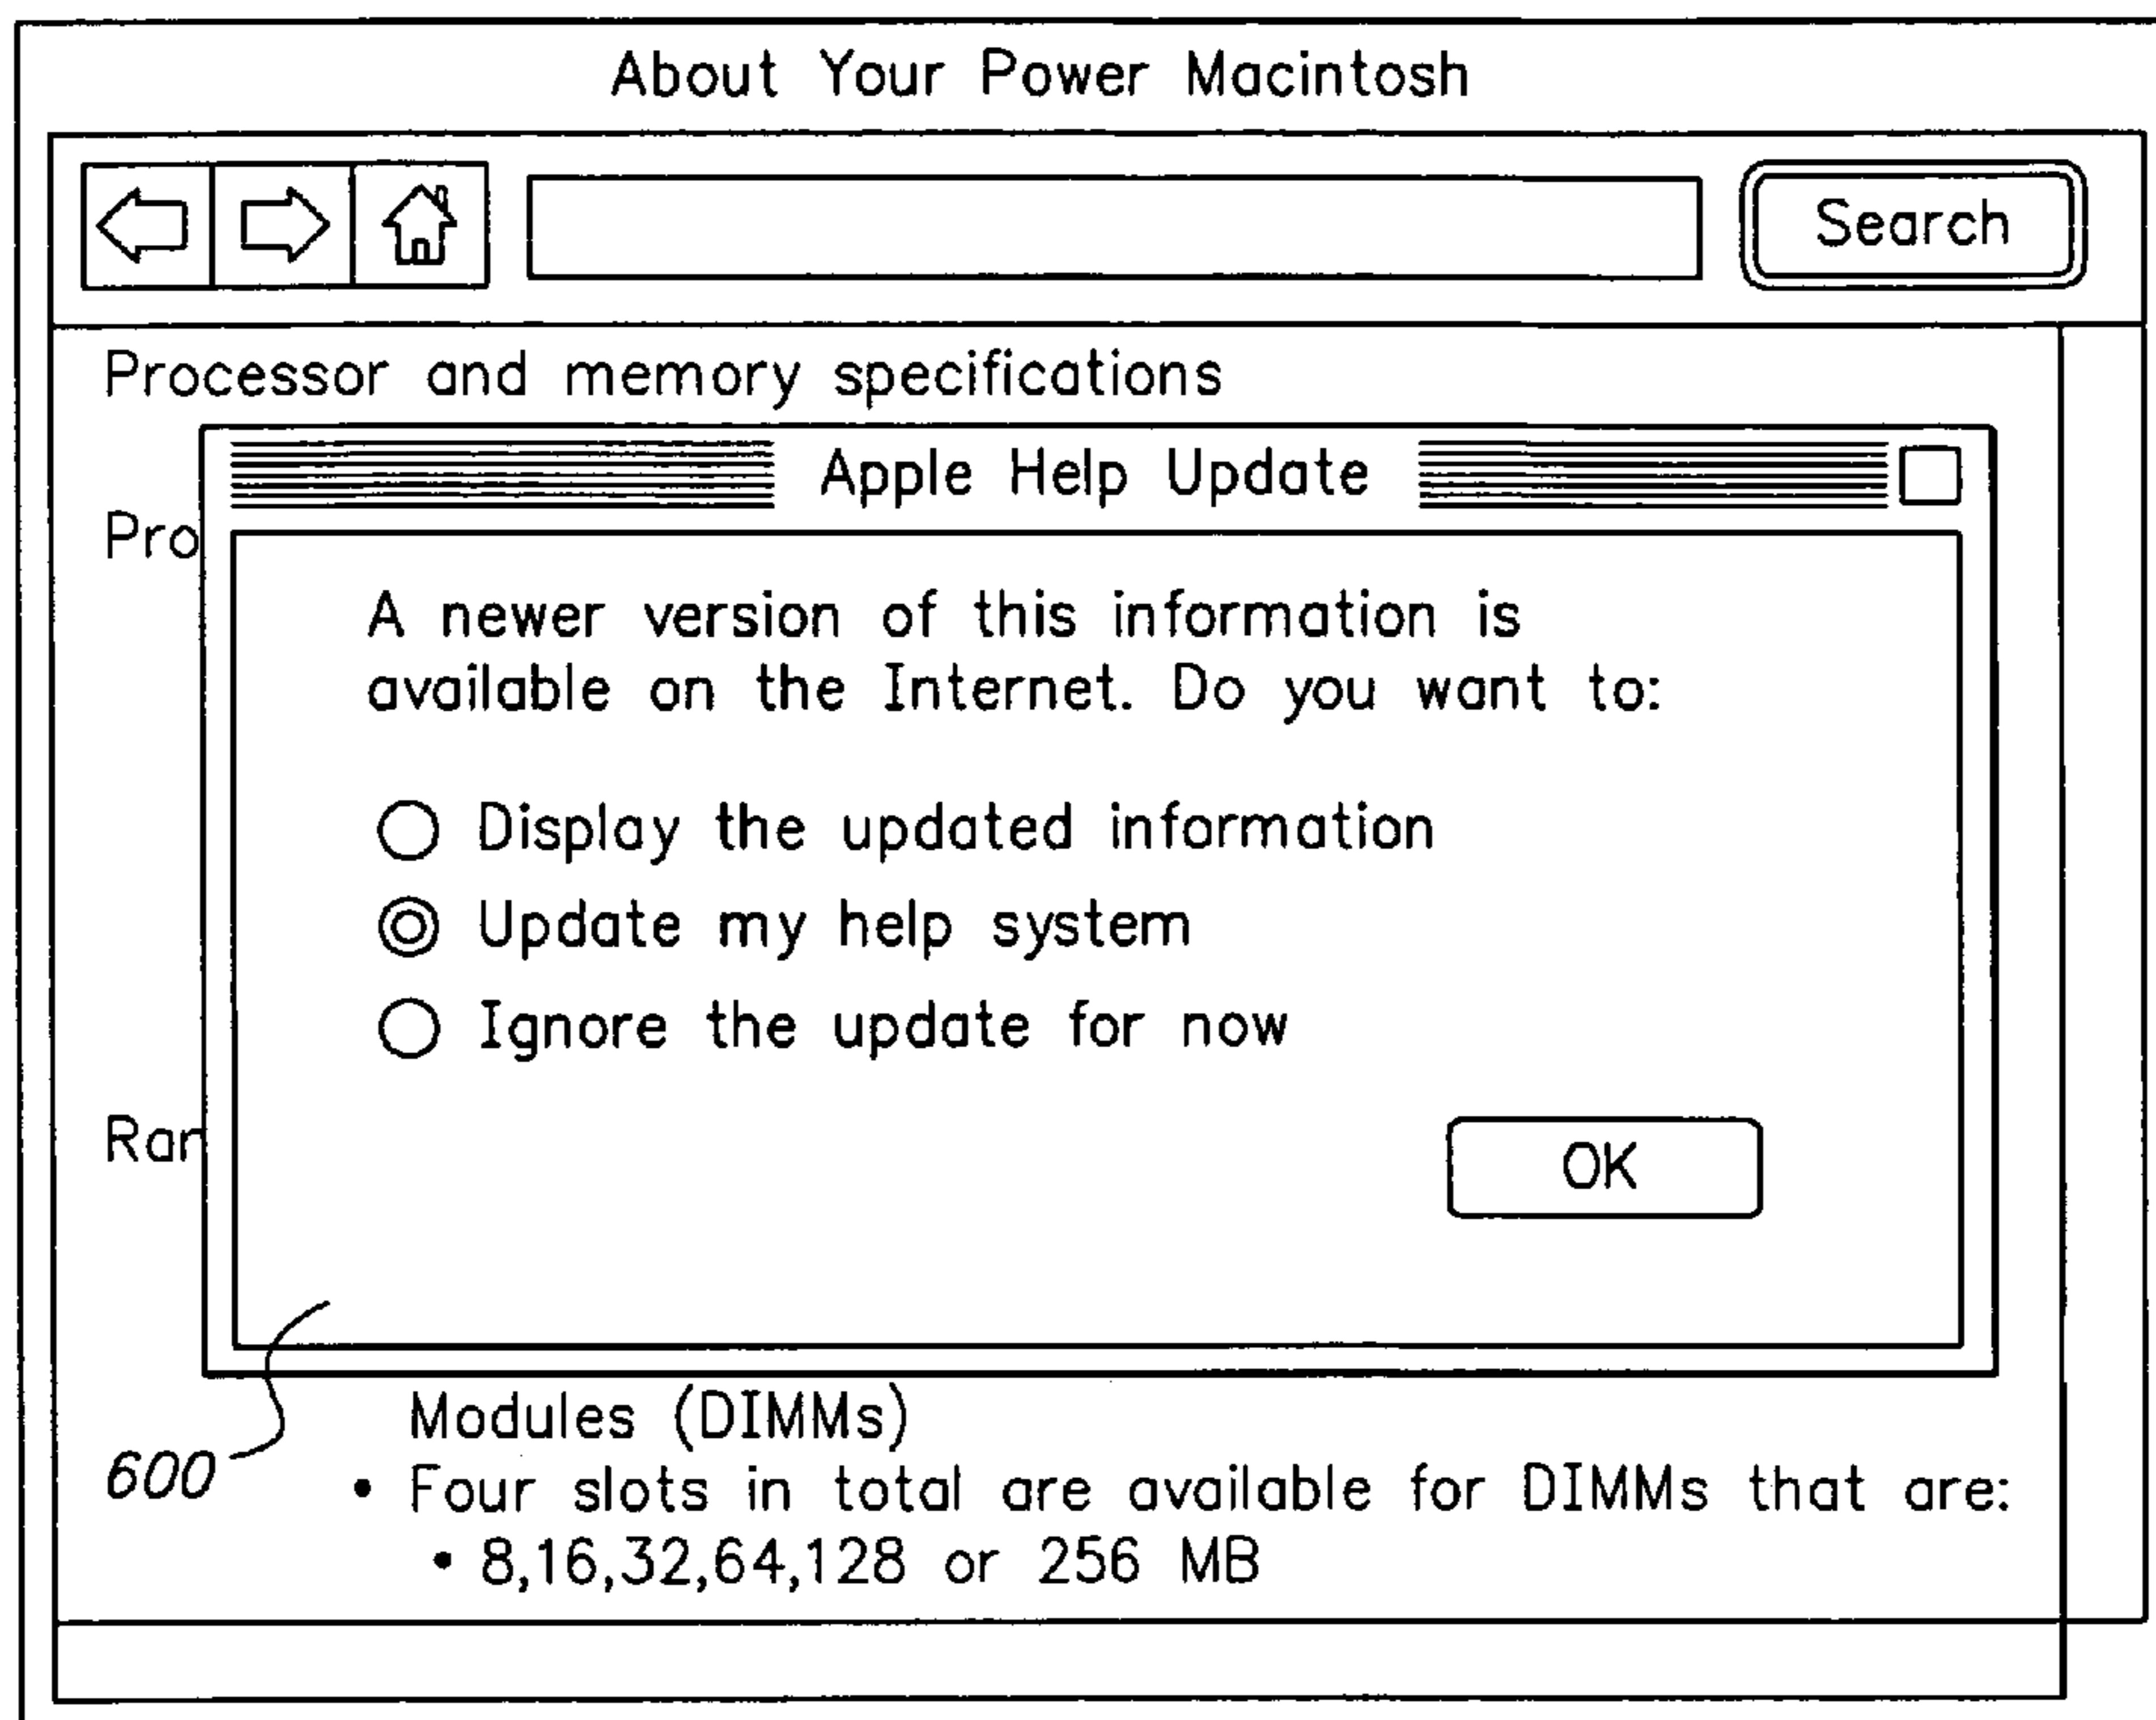 About Your Power Macintosh
Search
Processor and memory specifications
Apple Help Update
Pro
A newer version of this information is
available on the Internet. Do you want to:
Display the updated information
Update my help system
Ignore the update for now
Ram
OK
Modules (DIMMs)
600
• Four slots in total are available for DIMMs that are:
• 8,16,32,64,128 or 256 MB